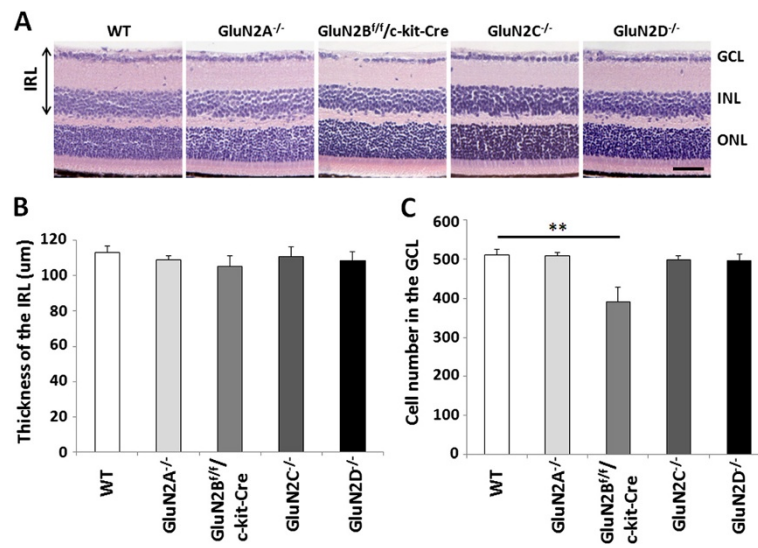 A
WT
GluN2A-/-
GluN2Bf/f/c-kit-Cre
GluN2C-/-
GluN2D-/-
IRL
GCL
INL
ONL
B
Thickness of the IRL (um)
120
100
80
60
40
20
0
WT
GluN2A-/-
GluN2Bf/f/
c-kit-Cre
GluN2C-/-
GluN2D-/-
C
Cell number in the GCL
600
500
400
300
200
100
0
**
WT
GluN2A-/-
GluN2Bf/f/
c-kit-Cre
GluN2C-/-
GluN2D-/-